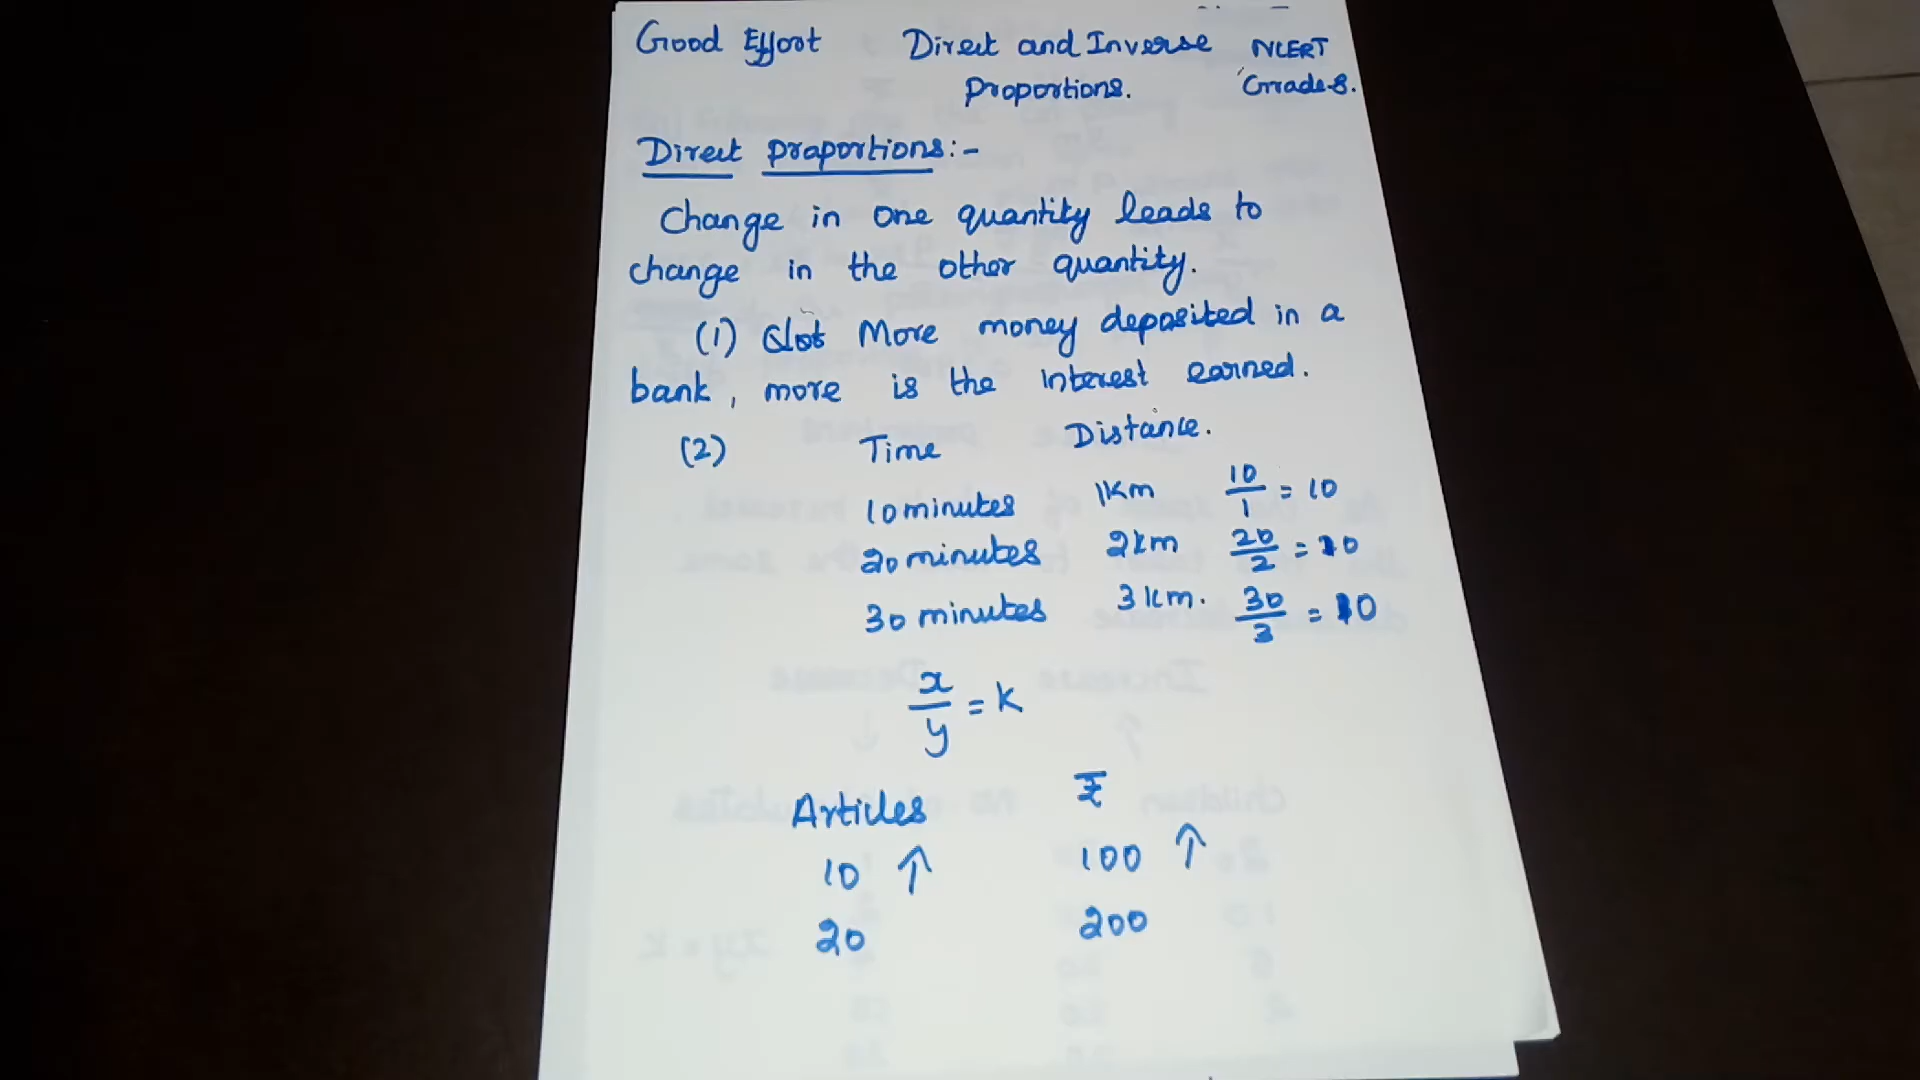 Good Effort Direct and Inverse NCERT
Proportions. Grade-8.
Direct proportions:-
Change in one quantity leads to
change in the other quantity.
(1) More money deposited in a
bank, more is the interest earned.
(2) Time Distance.
10 minutes 1km 10/1 = 10
20 minutes 2km 20/2 = 10
30 minutes 3 km. 30/3 = 10
x/y = k
Articles ₹
10 ↑ 100 ↑
20 200